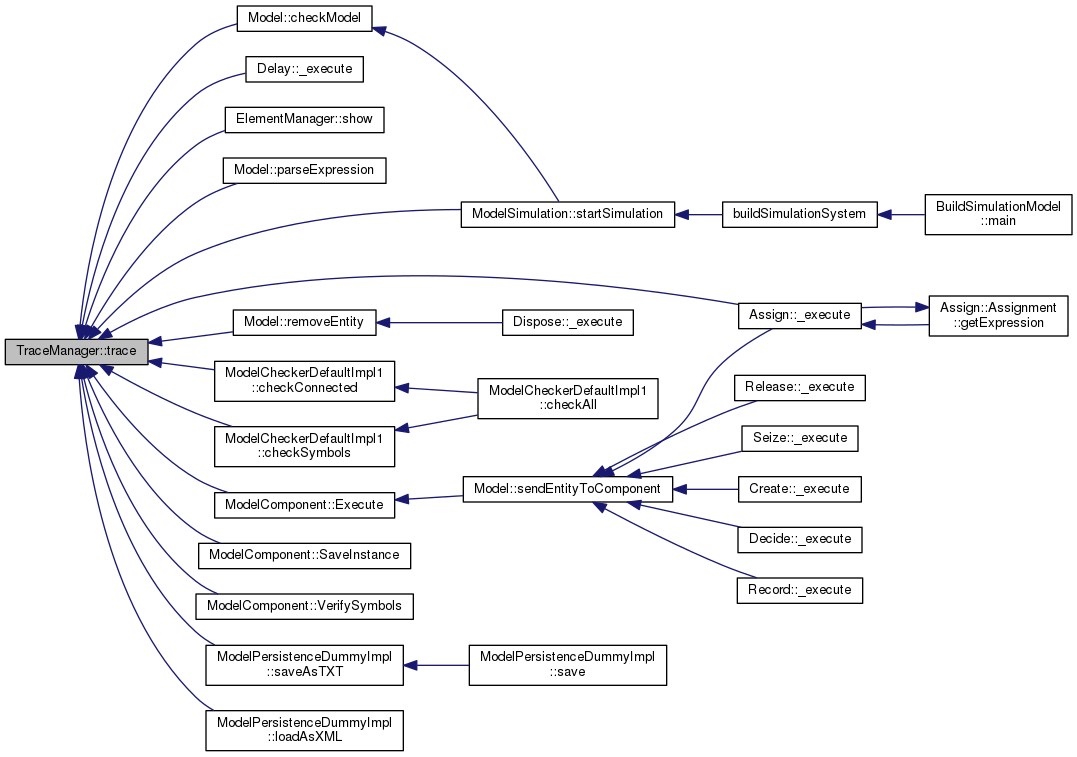 Model::checkModel
Delay::_execute
ElementManager::show
Model::parseExpression
ModelSimulation::startSimulation
buildSimulationSystem
BuildSimulationModel
::main
Assign::_execute
Assign::Assignment
::getExpression
Model::removeEntity
Dispose::_execute
TraceManager::trace
ModelCheckerDefaultImpl1
::checkConnected
ModelCheckerDefaultImpl1
::checkAll
ModelCheckerDefaultImpl1
::checkSymbols
Release::_execute
Seize::_execute
ModelComponent::Execute
Model::sendEntityToComponent
Create::_execute
Decide::_execute
Record::_execute
ModelComponent::SaveInstance
ModelComponent::VerifySymbols
ModelPersistenceDummyImpl
::saveAsTXT
ModelPersistenceDummyImpl
::save
ModelPersistenceDummyImpl
::loadAsXML